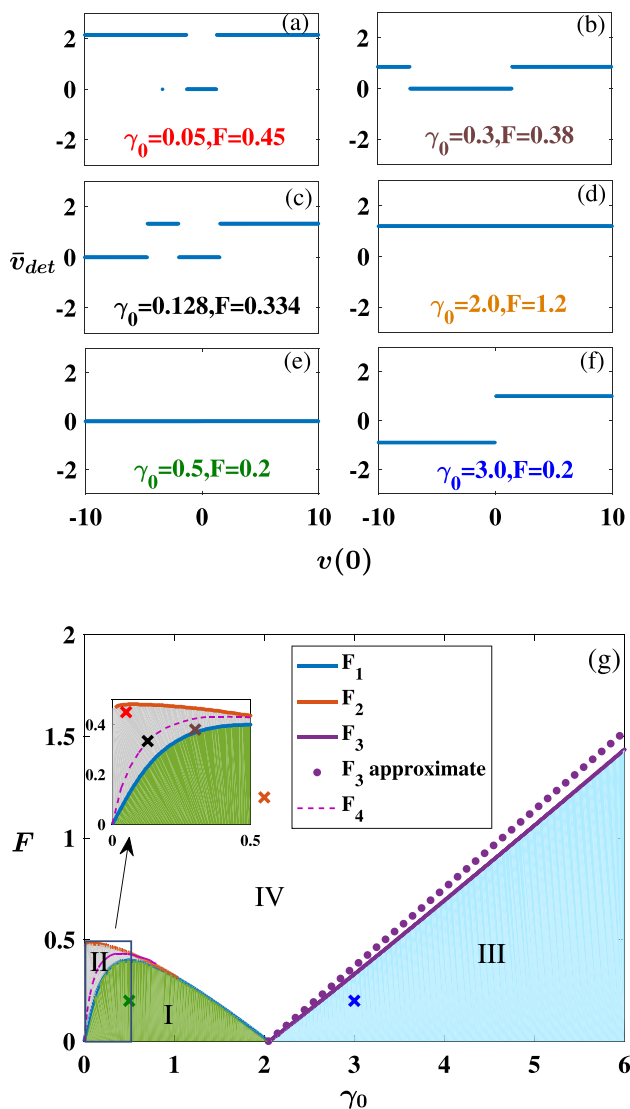 (a)
2
0
-2
γ0=0.05,F=0.45
(b)
2
0
-2
γ0=0.3,F=0.38
(c)
2
0
-2
v̄det
γ0=0.128,F=0.334
(d)
2
0
-2
γ0=2.0,F=1.2
(e)
2
0
-2
γ0=0.5,F=0.2
-10 0 10
(f)
2
0
-2
γ0=3.0,F=0.2
-10 0 10
v(0)
(g)
2
1.5
1
0.5
0
F
F1
F2
F3
F3 approximate
F4
0.4
0.2
0
0 0.5
IV
II
I
III
0 1 2 3 4 5 6
γ0